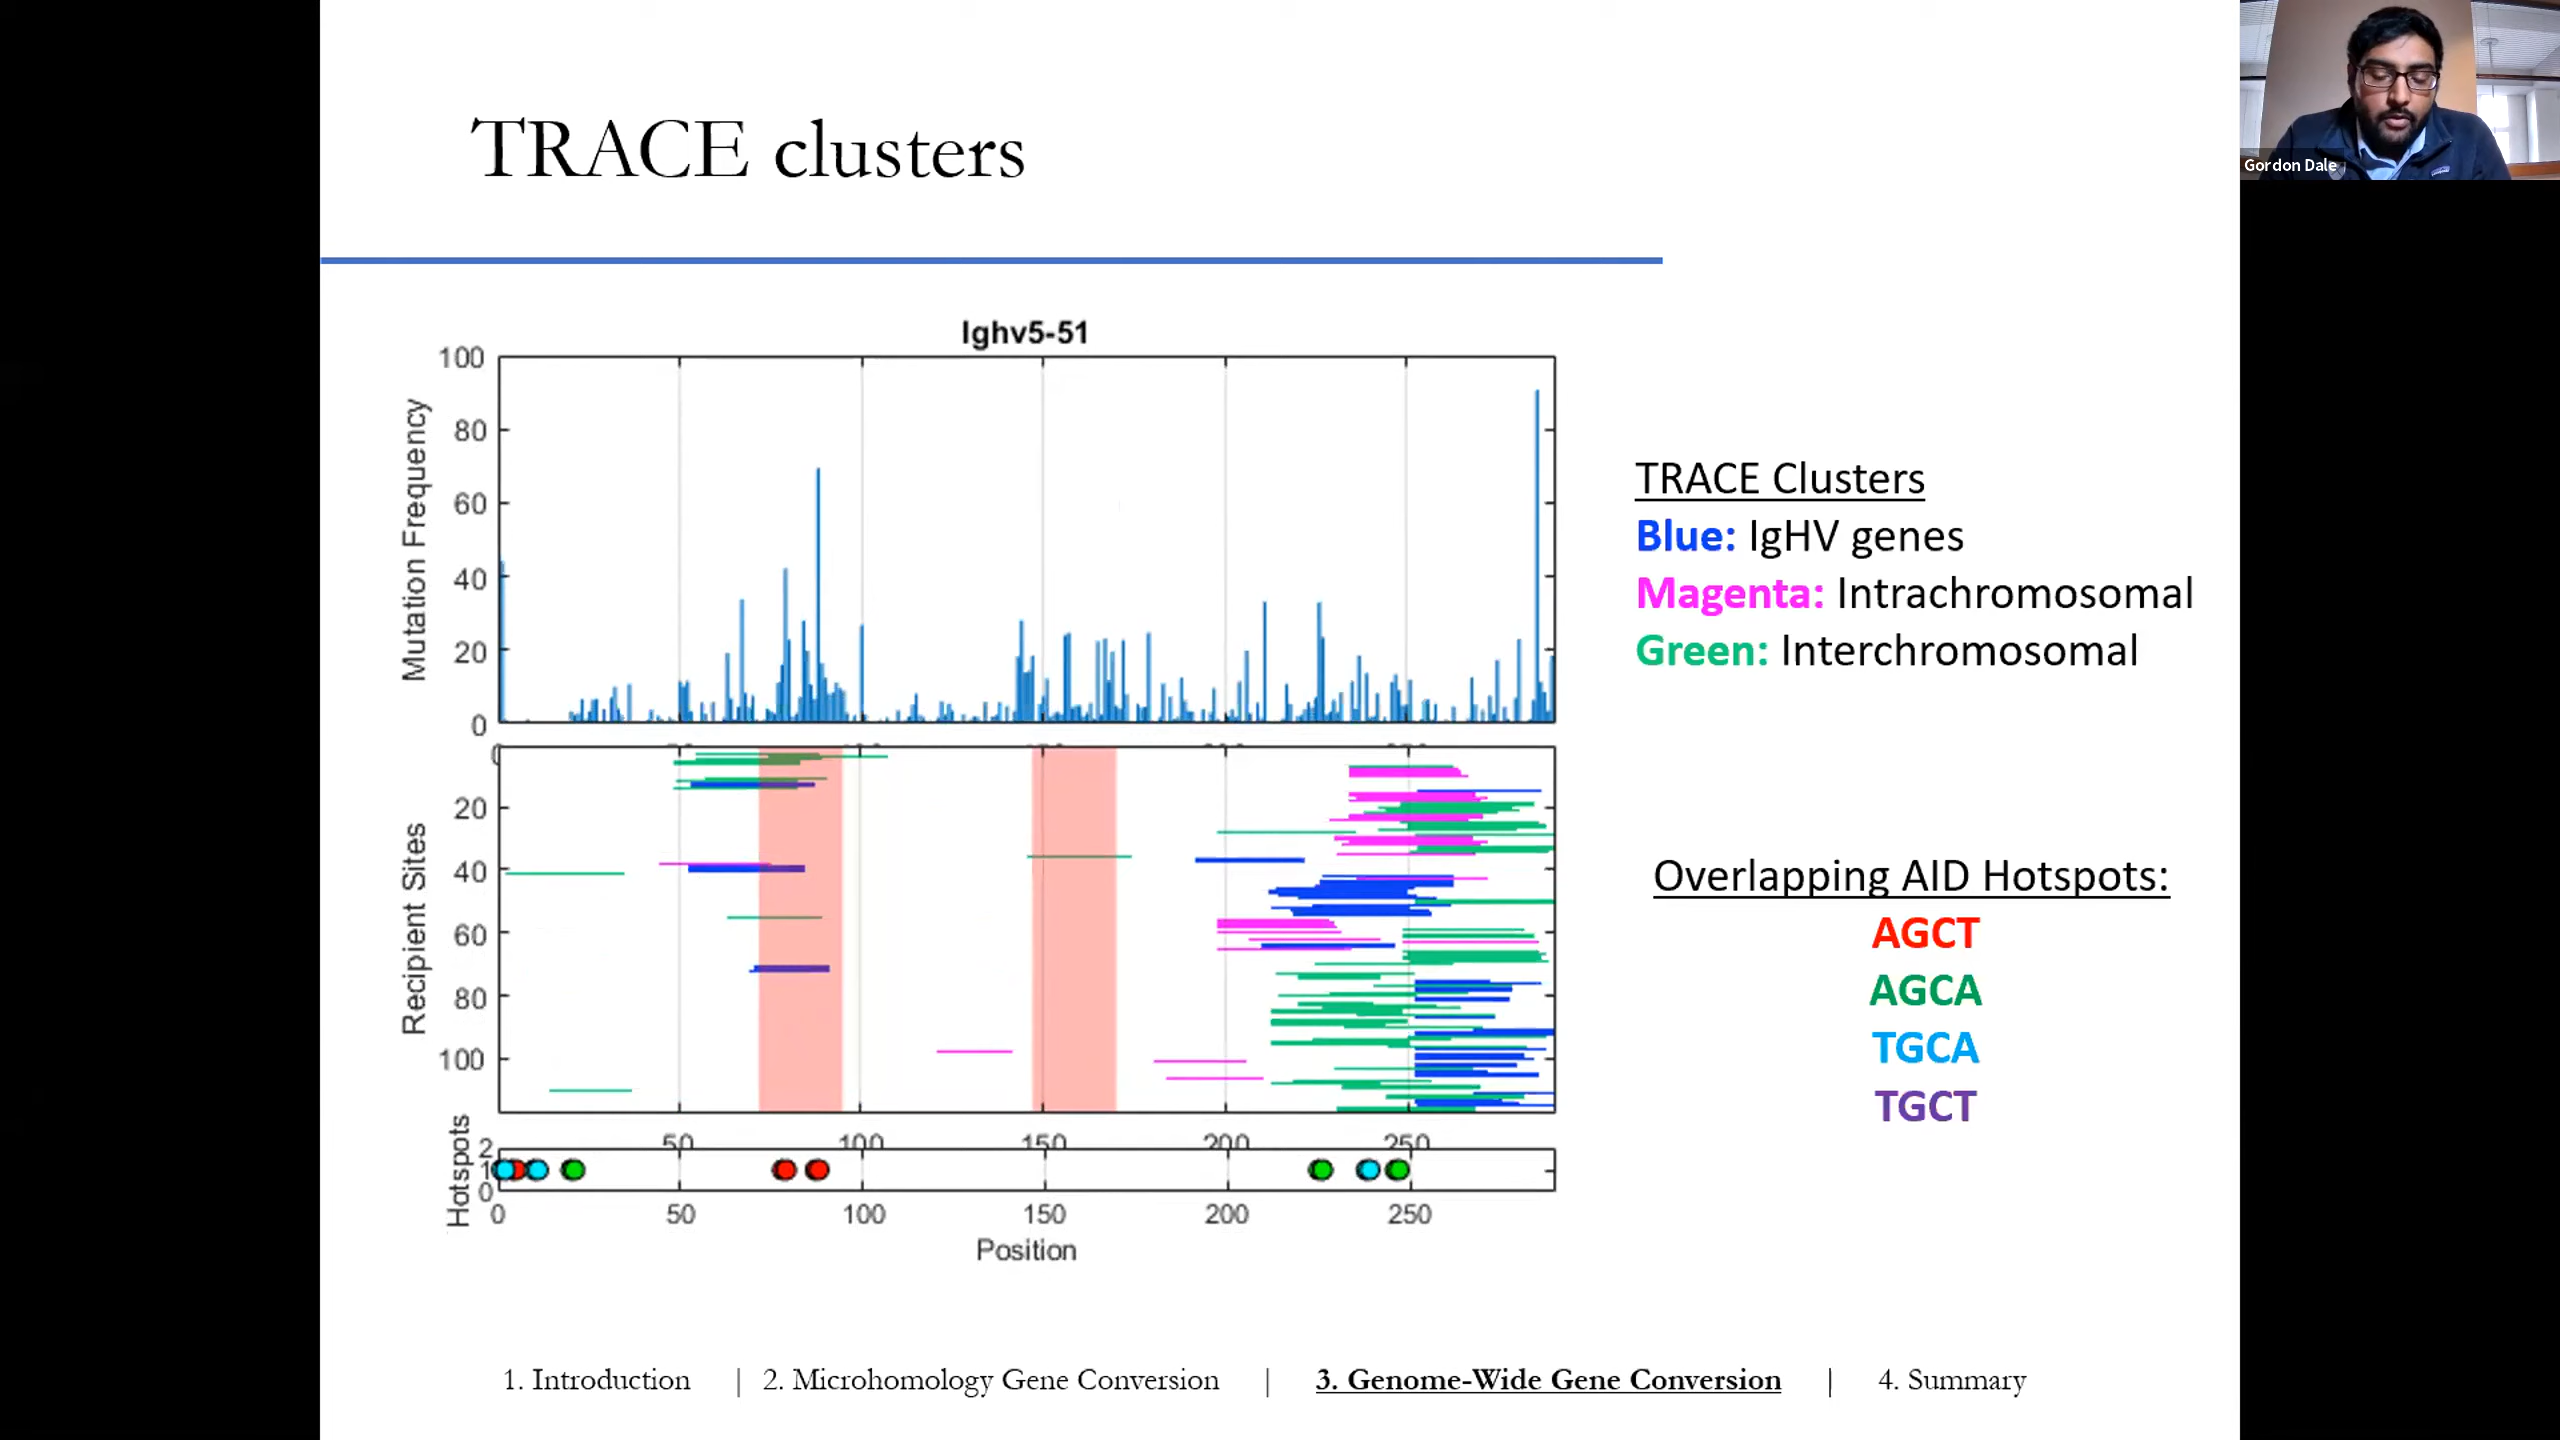 TRACE clusters
Gordon Dale
Ighv5-51
Mutation Frequency
100
80
60
40
20
0
TRACE Clusters
Blue: IgHV genes
Magenta: Intrachromosomal
Green: Interchromosomal
Recipient Sites
20
40
60
80
100
50 100 150 200 250
Overlapping AID Hotspots:
AGCT
AGCA
TGCA
TGCT
Hotspots
2
1
0
0 50 100 150 200 250
Position
1. Introduction | 2. Microhomology Gene Conversion | 3. Genome-Wide Gene Conversion | 4. Summary